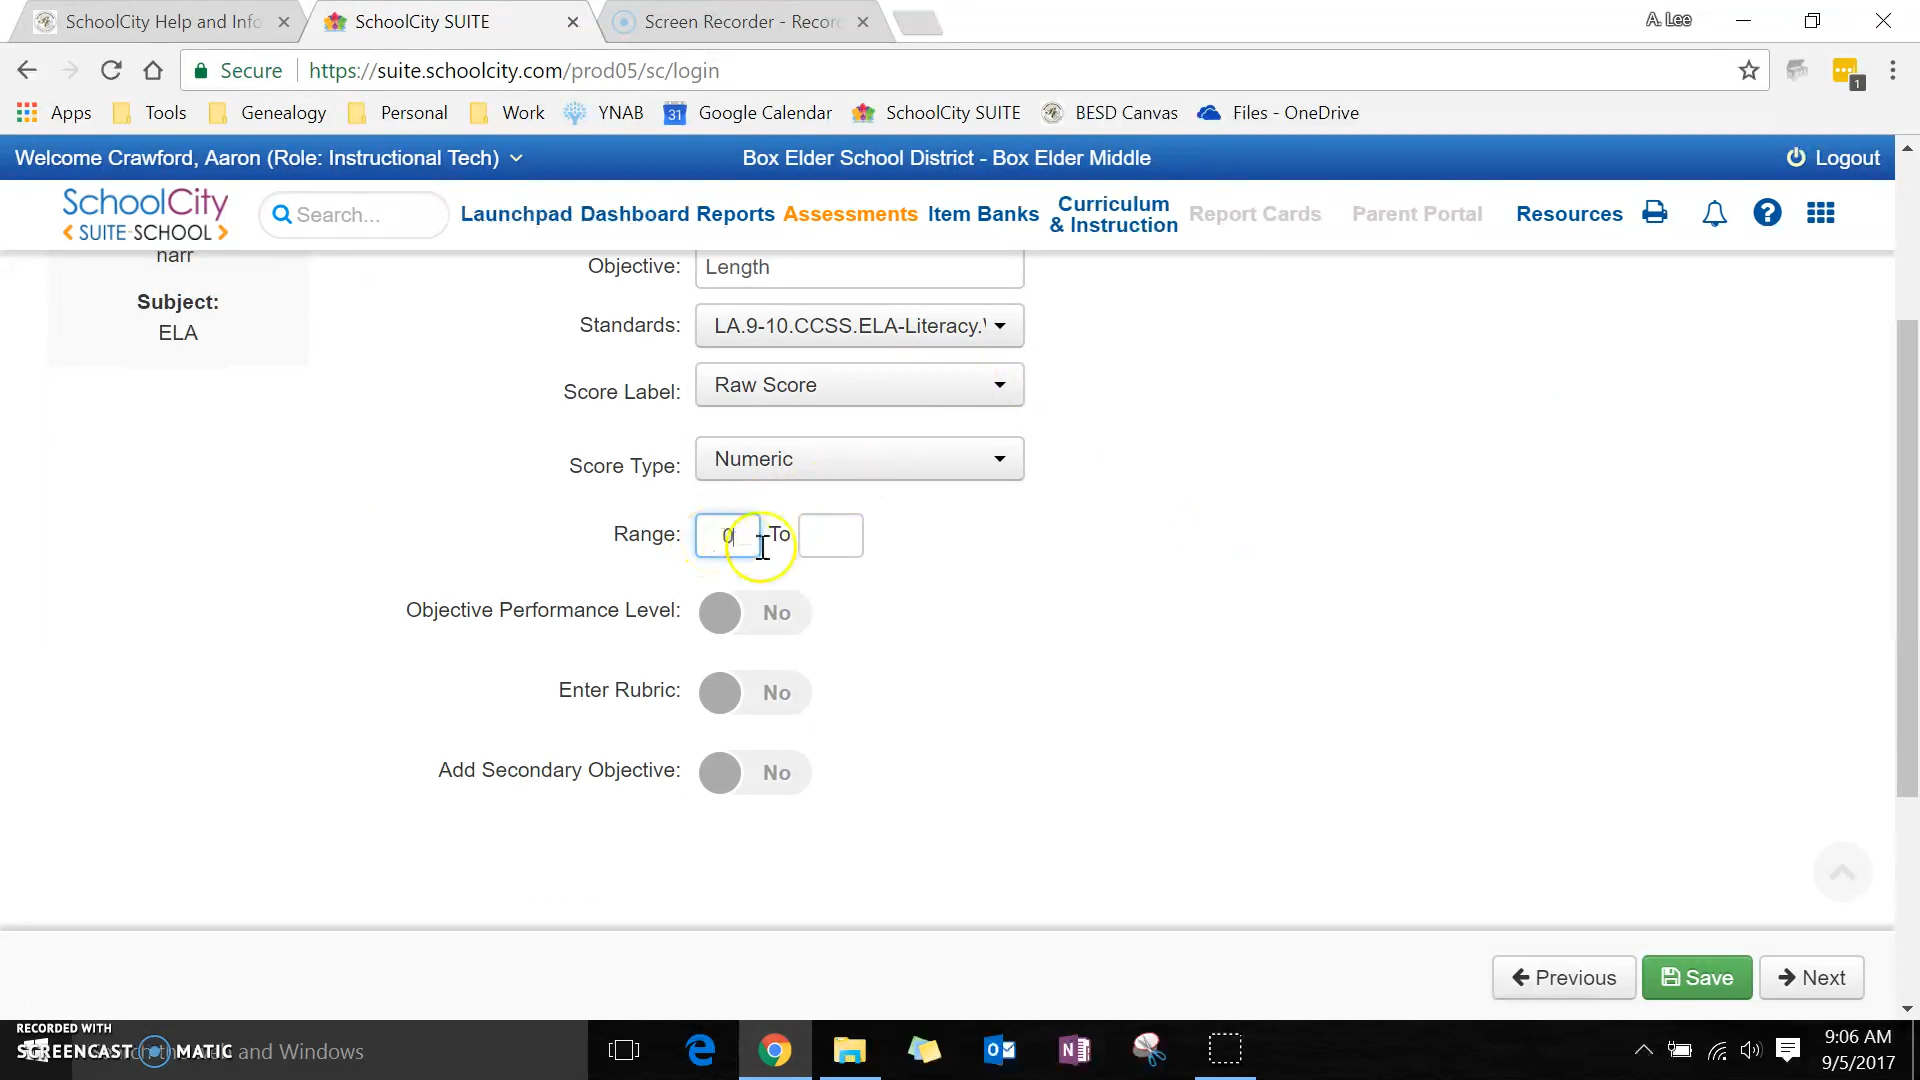 SchoolCity Help and Info
SchoolCity SUITE
Screen Recorder - Record
A. Lee
Secure
https://suite.schoolcity.com/prod05/sc/login
1
Apps
Tools
Genealogy
Personal
Work
YNAB
31
Google Calendar
SchoolCity SUITE
BESD Canvas
Files - OneDrive
Welcome Crawford, Aaron (Role: Instructional Tech)
Box Elder School District - Box Elder Middle
Logout
SchoolCity
SUITE-SCHOOL
Search...
Launchpad
Dashboard
Reports
Assessments
Item Banks
Curriculum
& Instruction
Report Cards
Parent Portal
Resources
narr
Subject:
ELA
Objective:
Length
Standards:
LA.9-10.CCSS.ELA-Literacy.
Score Label:
Raw Score
Score Type:
Numeric
Range:
0
To
Objective Performance Level:
No
Enter Rubric:
No
Add Secondary Objective:
No
Previous
Save
Next
RECORDED WITH
SCREENCAST MATIC
and Windows
9:06 AM
9/5/2017